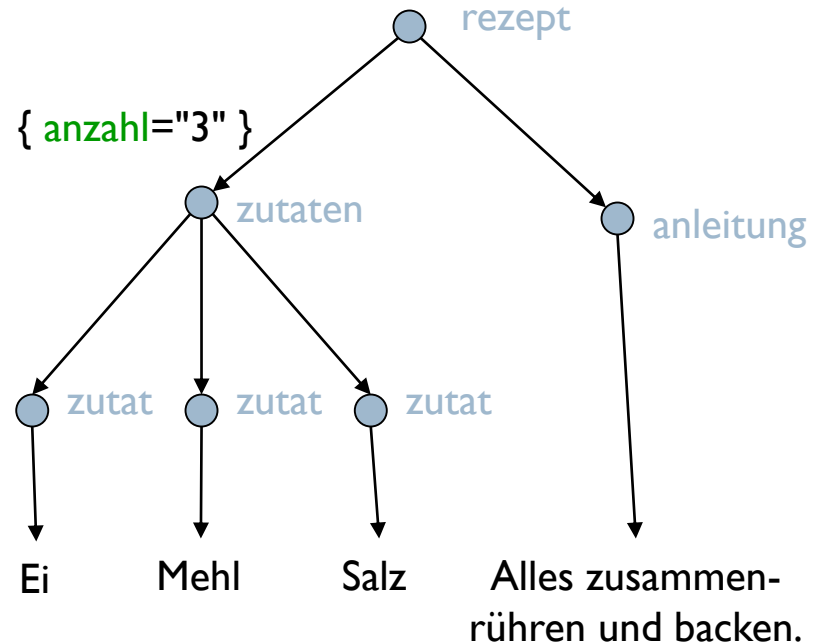 rezept
{ anzahl="3" }
zutaten
anleitung
zutat
zutat
zutat
Ei
Mehl
Salz
Alles zusammen-
rühren und backen.